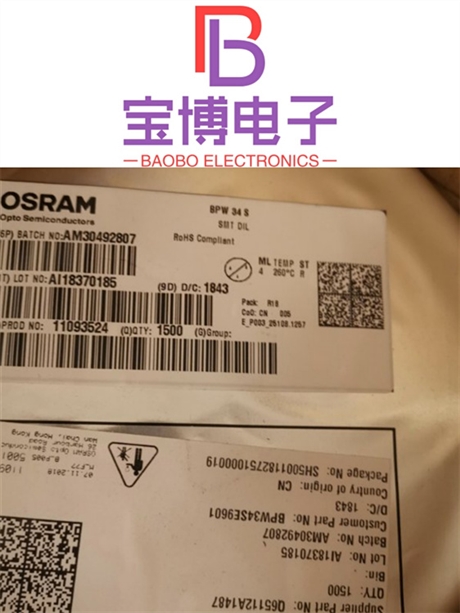 宝博电子
BAOBO ELECTRONICS
OSRAM
Opto Semiconductors
BPW 34 S
SMT DIL
RoHS Compliant
BATCH NO:AM30492807
LOT NO:AI18370185
(9D) D/C: 1843
ML TEMP ST
4 260°C R
Pack: R18
CoO: CN 005
E_P003_25108.1257
PROD NO: 11093524 (Q)QTY: 1500 (G)Group:
07.11.2018
Package No: SH5001182751000019
Country of origin: CN
D/C: 1843
Customer Part No: BPW34SE9601
Batch No: AM30492807
Lot No: AI18370185
Bin:
QTY: 1500
Supplier Part No: Q65112A1487